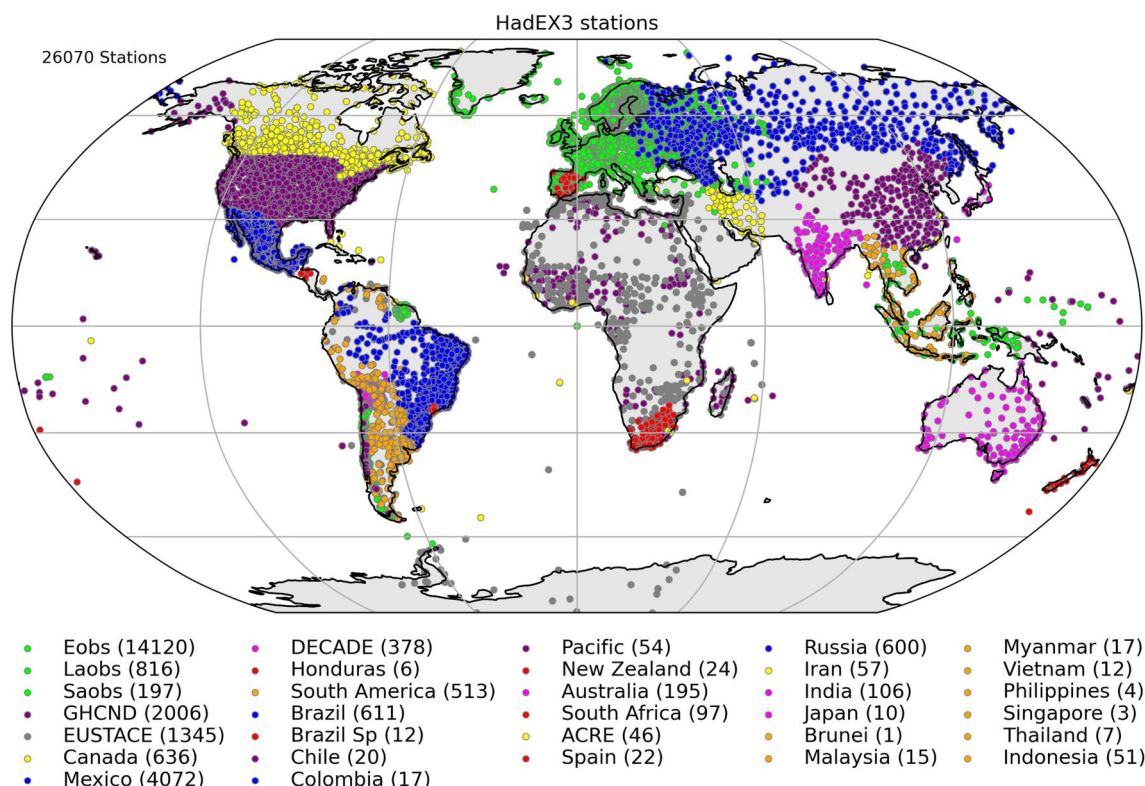 HadEX3 stations
26070 Stations
Eobs (14120)
Laobs (816)
Saobs (197)
GHCND (2006)
EUSTACE (1345)
Canada (636)
Mexico (4072)
DECADE (378)
Honduras (6)
South America (513)
Brazil (611)
Brazil Sp (12)
Chile (20)
Colombia (17)
Pacific (54)
New Zealand (24)
Australia (195)
South Africa (97)
ACRE (46)
Spain (22)
Russia (600)
Iran (57)
India (106)
Japan (10)
Brunei (1)
Malaysia (15)
Myanmar (17)
Vietnam (12)
Philippines (4)
Singapore (3)
Thailand (7)
Indonesia (51)